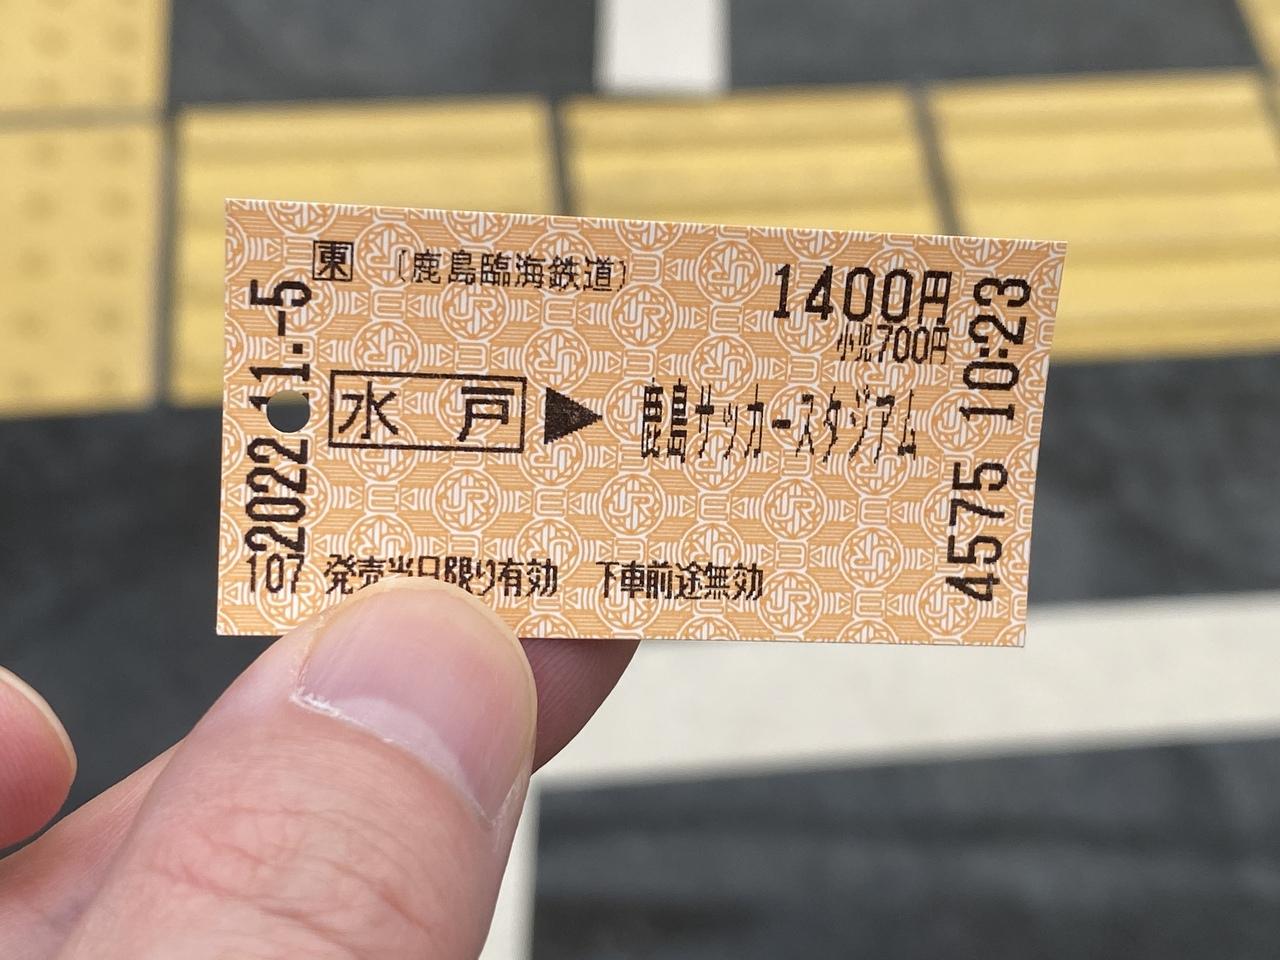 東 (鹿島臨海鉄道)
1400円
小児700円
水戸 ▶ 鹿島サッカースタジアム
発売当日限り有効 下車前途無効
2022 -1.-5
107
4575 10:23